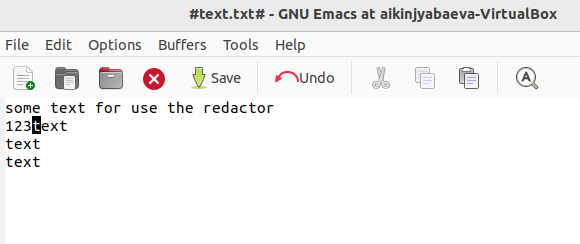 #text.txt# - GNU Emacs at aikinjyabaeva-VirtualBox
File Edit Options Buffers Tools Help
Save Undo
some text for use the redactor
123text
text
text